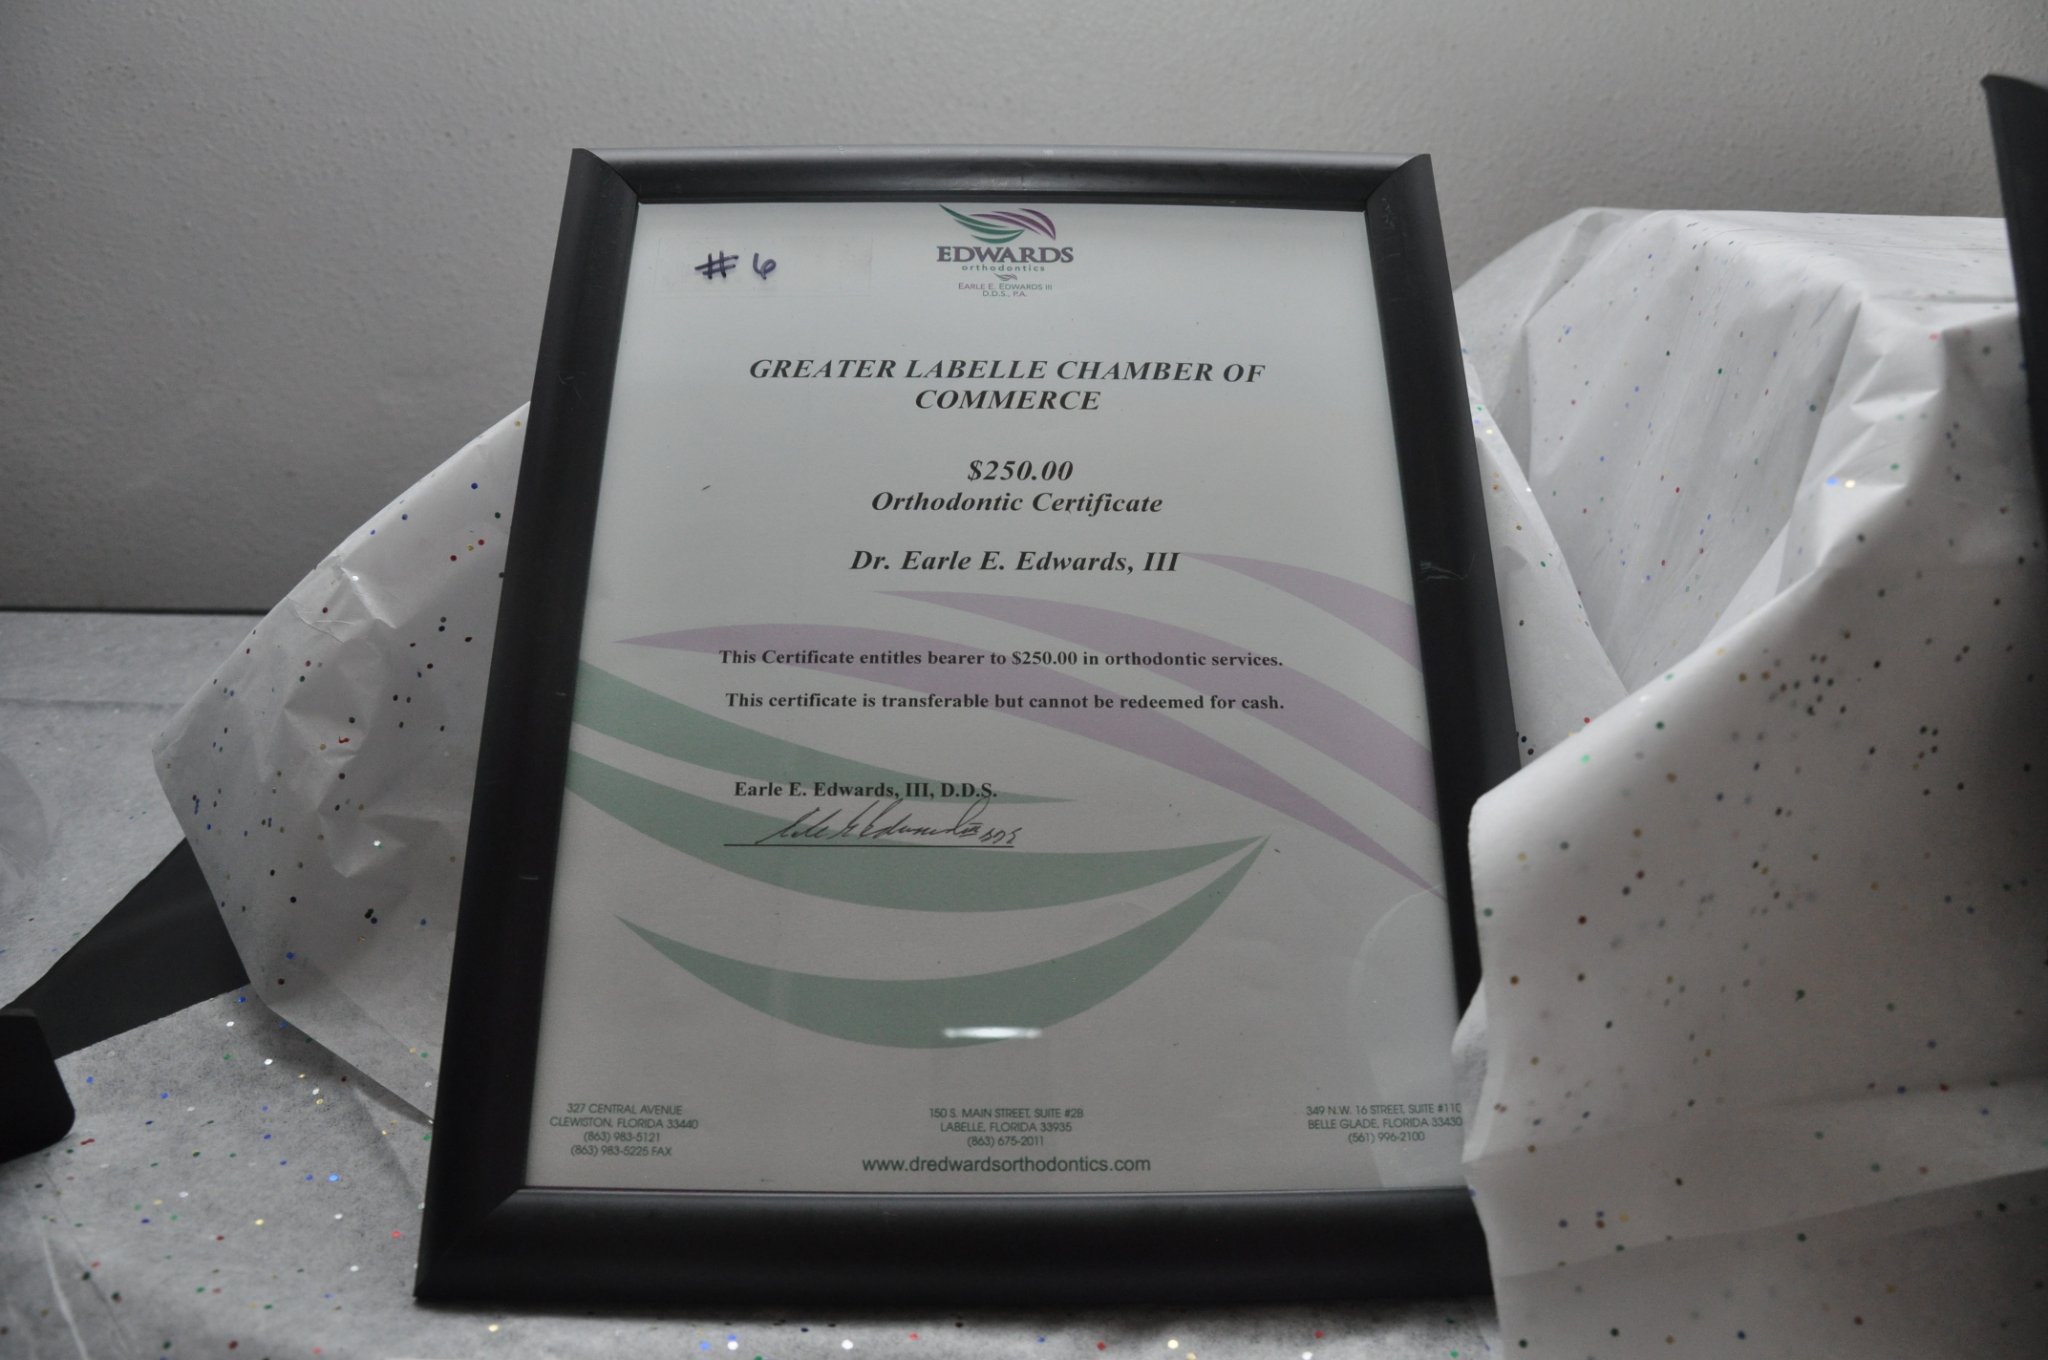 #6
EDWARDS
orthodontics
EARLE E. EDWARDS III
D.D.S., P.A.
GREATER LABELLE CHAMBER OF
COMMERCE
$250.00
Orthodontic Certificate
Dr. Earle E. Edwards, III
This Certificate entitles bearer to $250.00 in orthodontic services.
This certificate is transferable but cannot be redeemed for cash.
Earle E. Edwards, III, D.D.S.
327 CENTRAL AVENUE
CLEWISTON, FLORIDA 33440
(863) 983-5121
(863) 983-5225 FAX
150 S. MAIN STREET, SUITE #2B
LABELLE, FLORIDA 33935
(863) 675-2011
349 N.W. 16 STREET, SUITE #110
BELLE GLADE, FLORIDA 33430
(561) 996-2100
www.dredwardsorthodontics.com